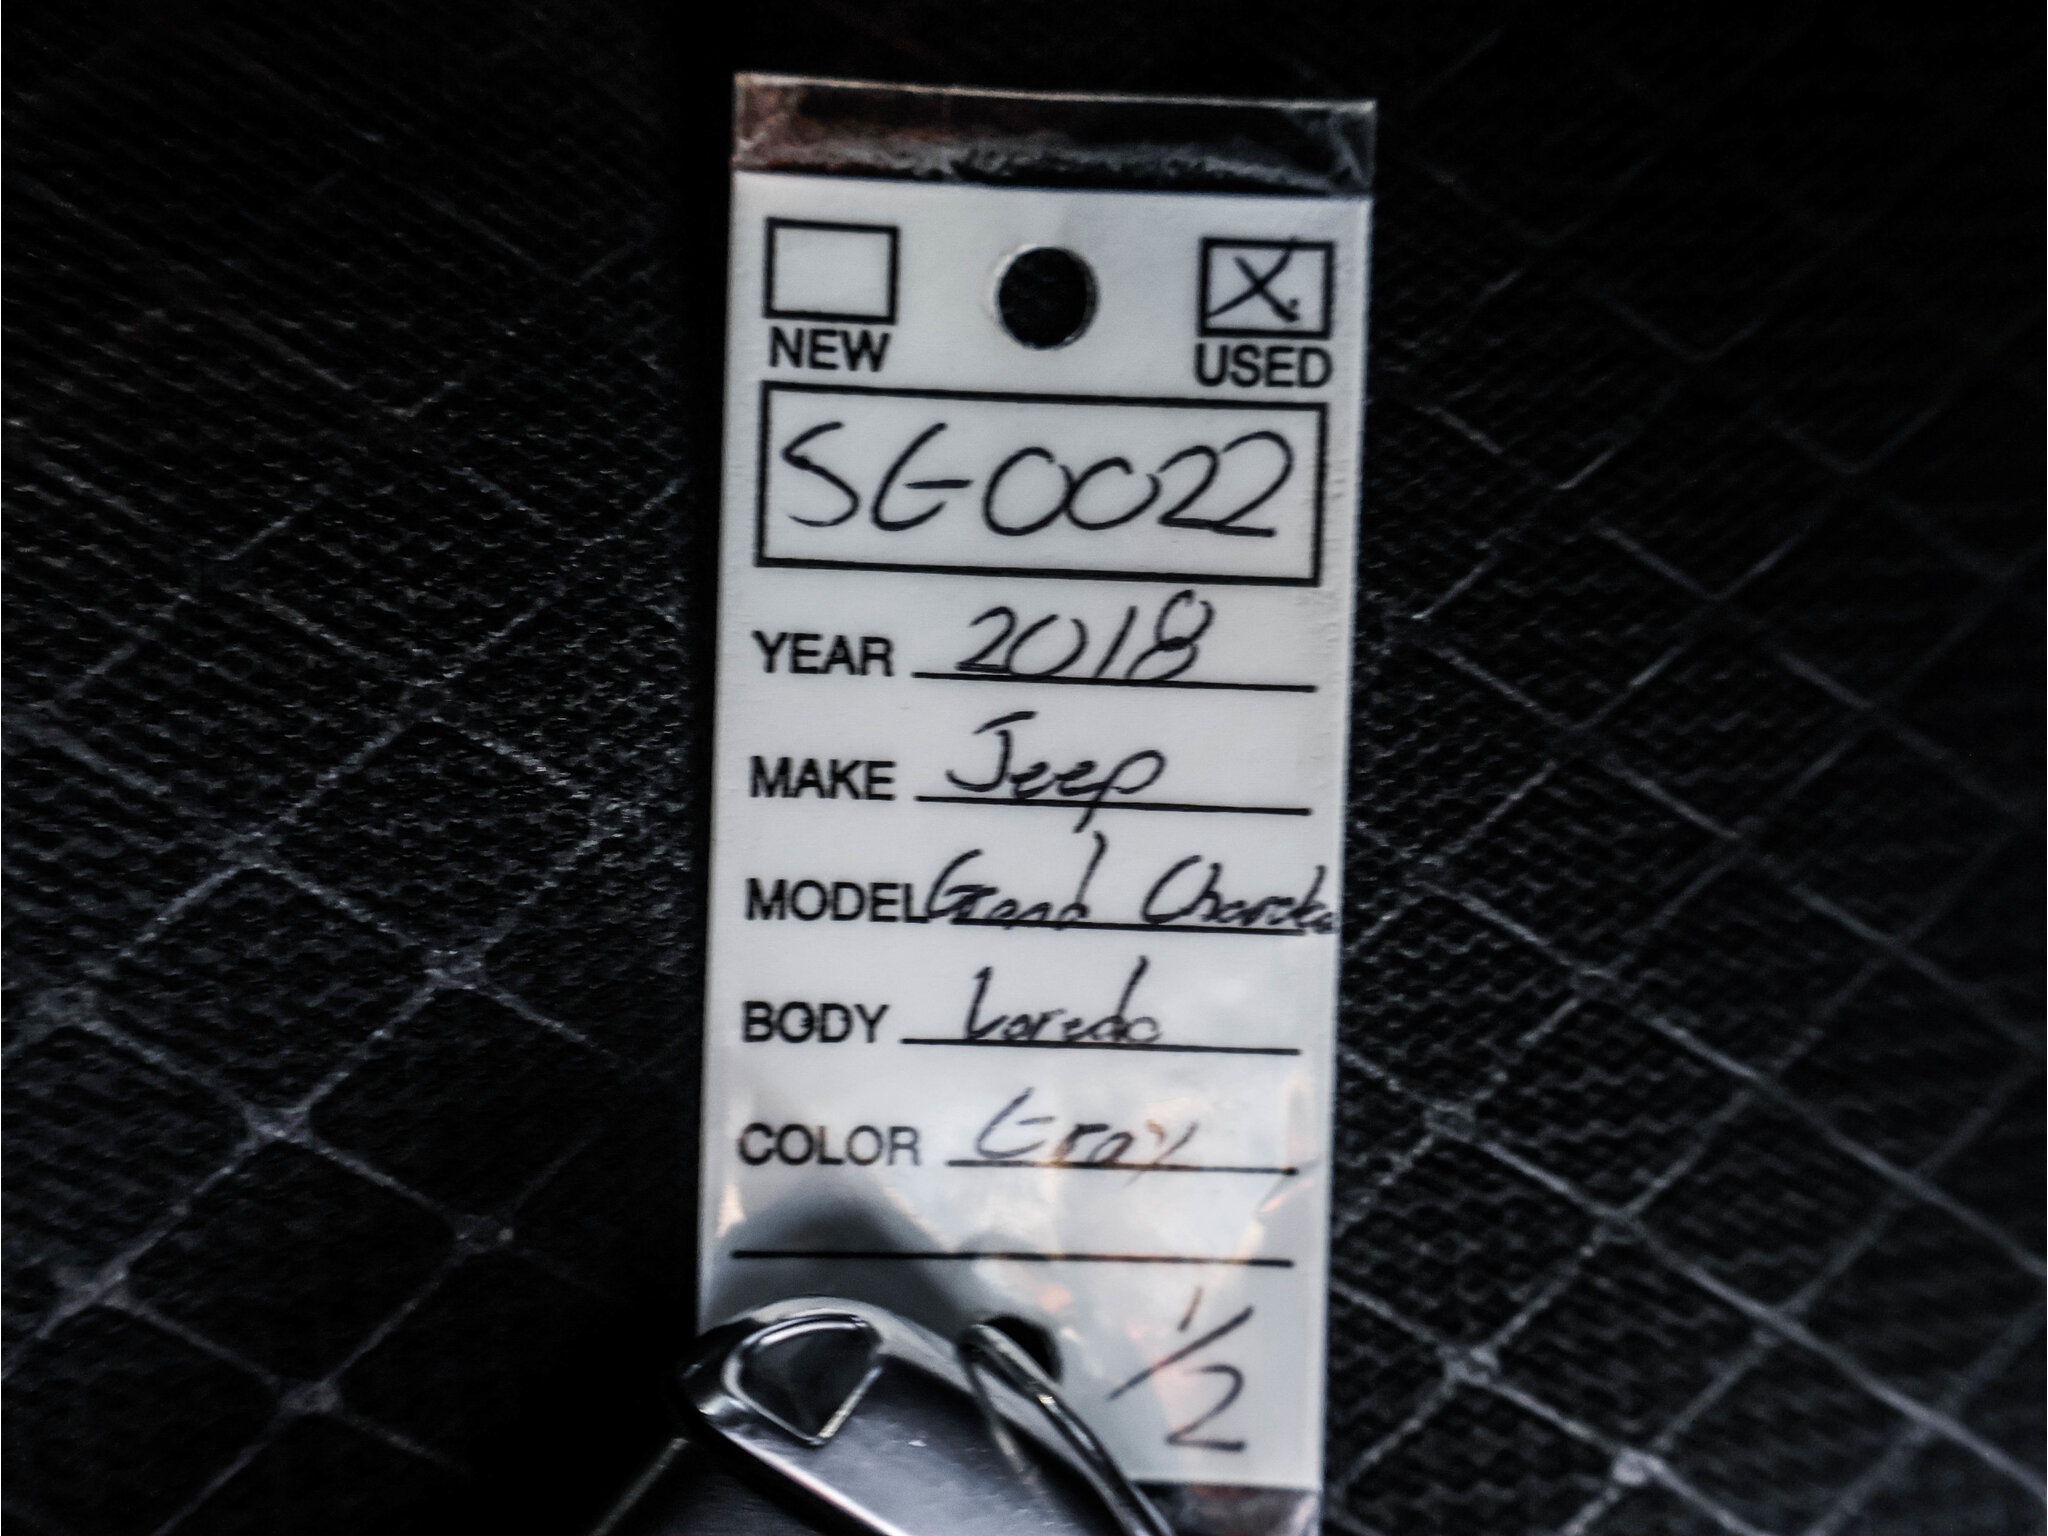 NEW USED
SG0022
YEAR 2018
MAKE Jeep
MODEL Grand Cherokee
BODY Laredo
COLOR Gray
1/2